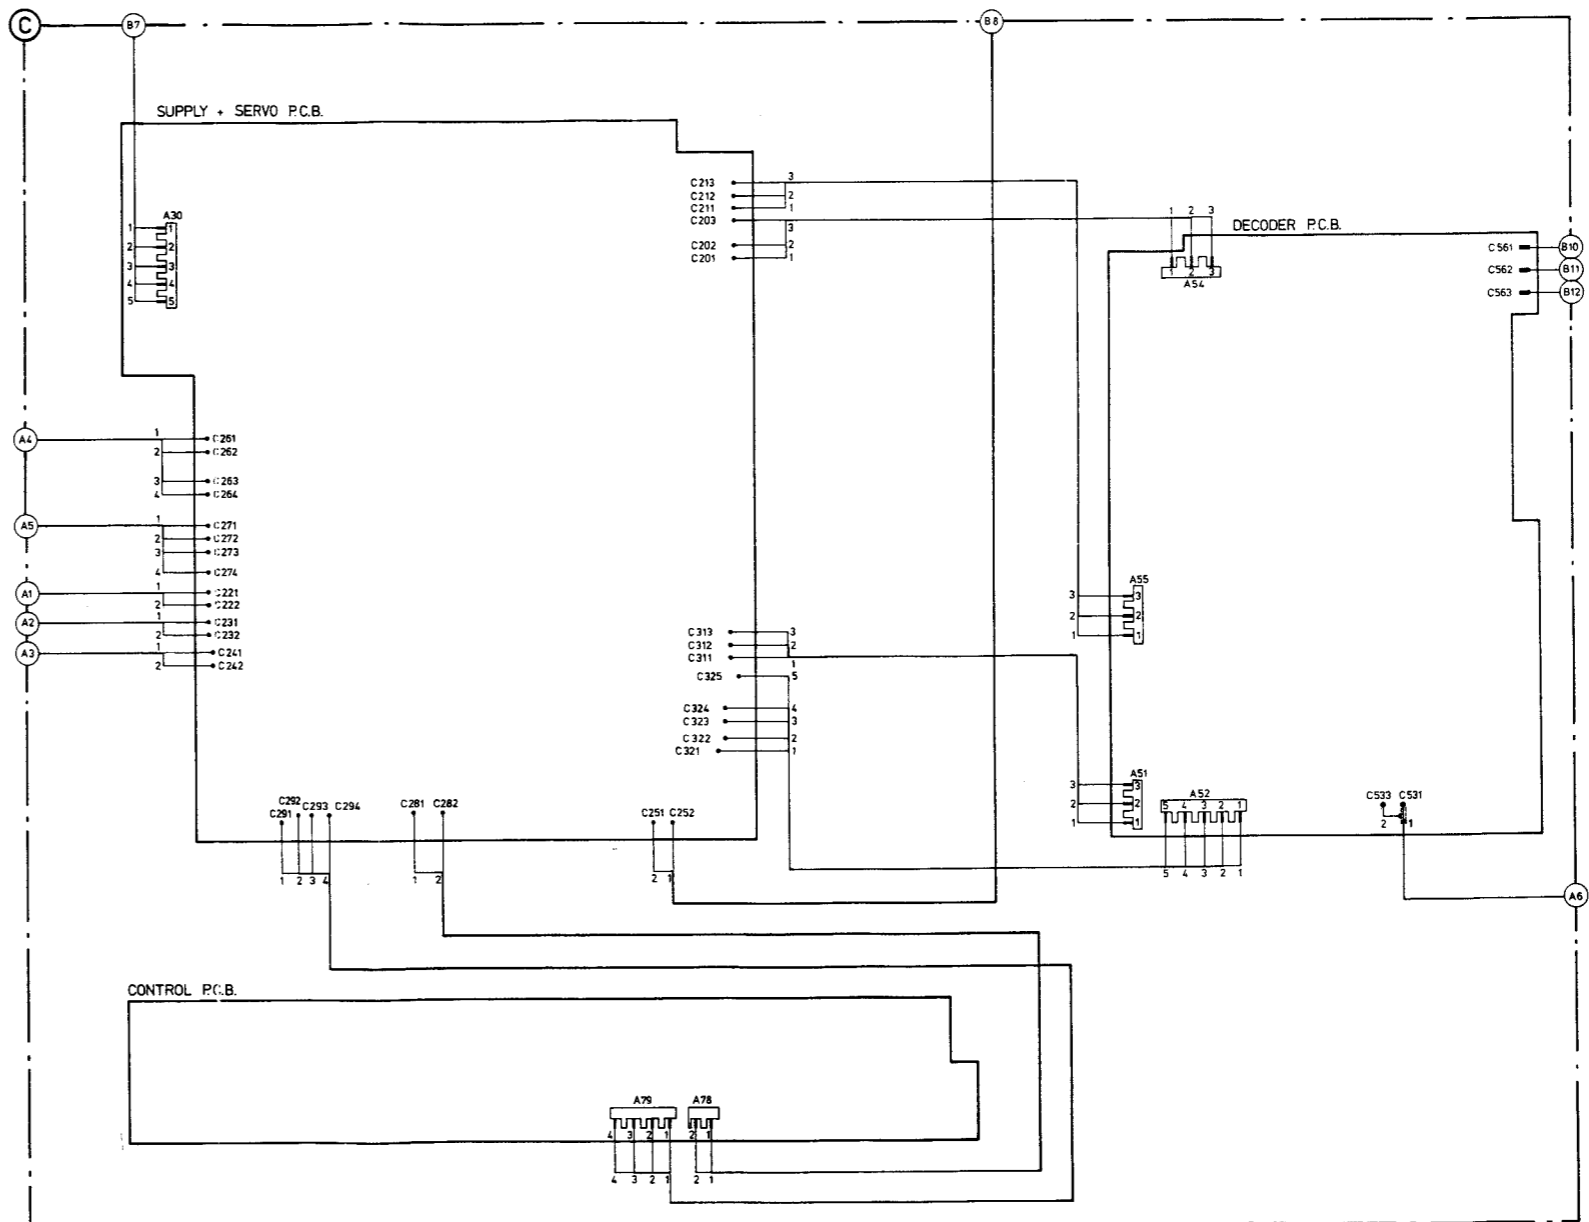 C
B7
B8
SUPPLY + SERVO P.C.B.
A30
1 1
2 2
3 3
4 4
5 5
C213 3
C212 2
C211 1
C203
3
C202 2
C201 1
1 2 3
DECODER P.C.B.
1 2 3
A54
C561 B10
C562 B11
C563 B12
A4 1 C261
2 C262
3 C263
4 C264
A5 1 C271
2 C272
3 C273
4 C274
A1 1 C221
2 C222
A2 1 C231
2 C232
A3 1 C241
2 C242
A55
3 3
2 2
1 1
C313 3
C312 2
C311 1
C325 5
C324 4
C323 3
C322 2
C321 1
A51
3 3
2 2
1 1
A52
5 4 3 2 1
5 4 3 2 1
C533 C531
2 1
C291 C292 C293 C294
1 2 3 4
C281 C282
1 2
C251 C252
2 1
A6
CONTROL P.C.B.
A79 A78
4 3 2 1 2 1
4 3 2 1 2 1